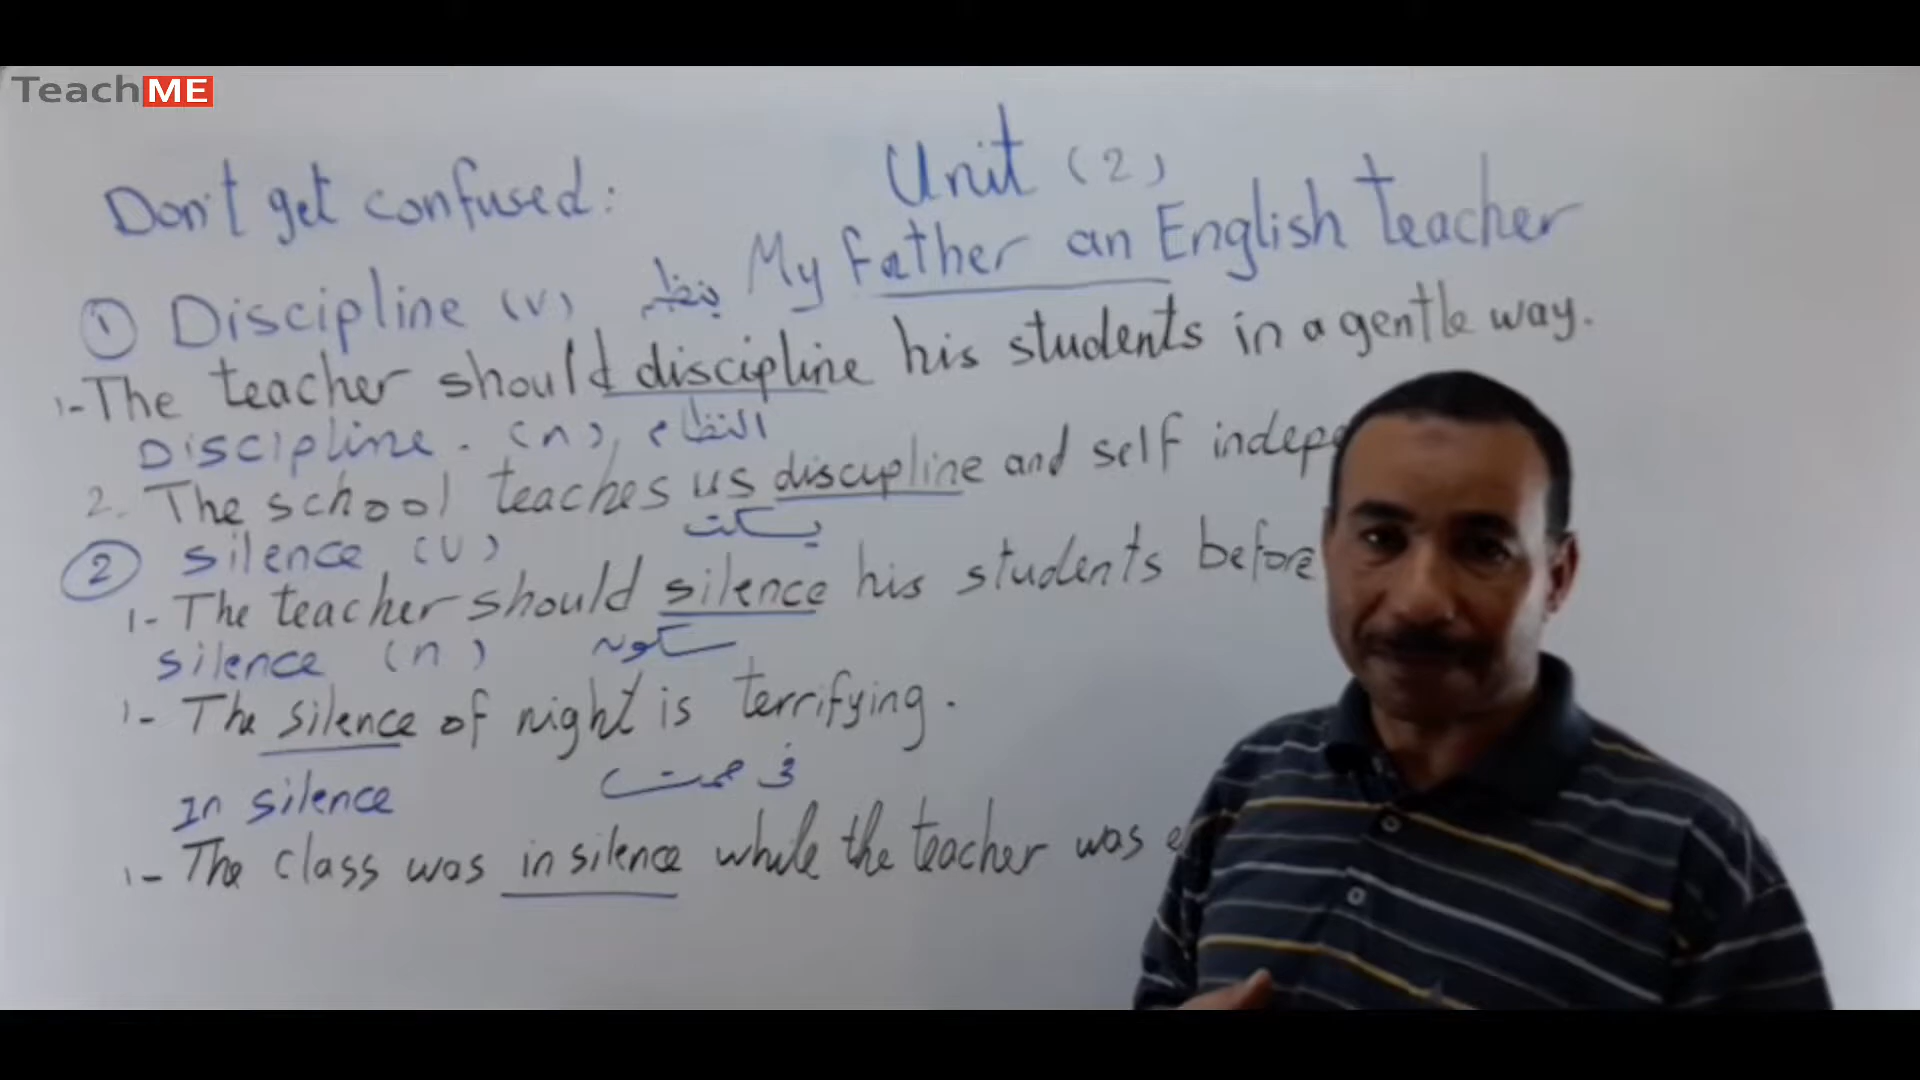 TeachME
Don't get confused:
Unit (2)
My Father an English Teacher
① Discipline (v) ينظم
1- The teacher should discipline his students in a gentle way.
Discipline. (n), النظام
2. The school teaches us discipline and self
② silence (v) يسكت
1- The teacher should silence his students before
silence (n) سكون
1- The silence of night is terrifying.
In silence في صمت
1- The class was in silence while the teacher was